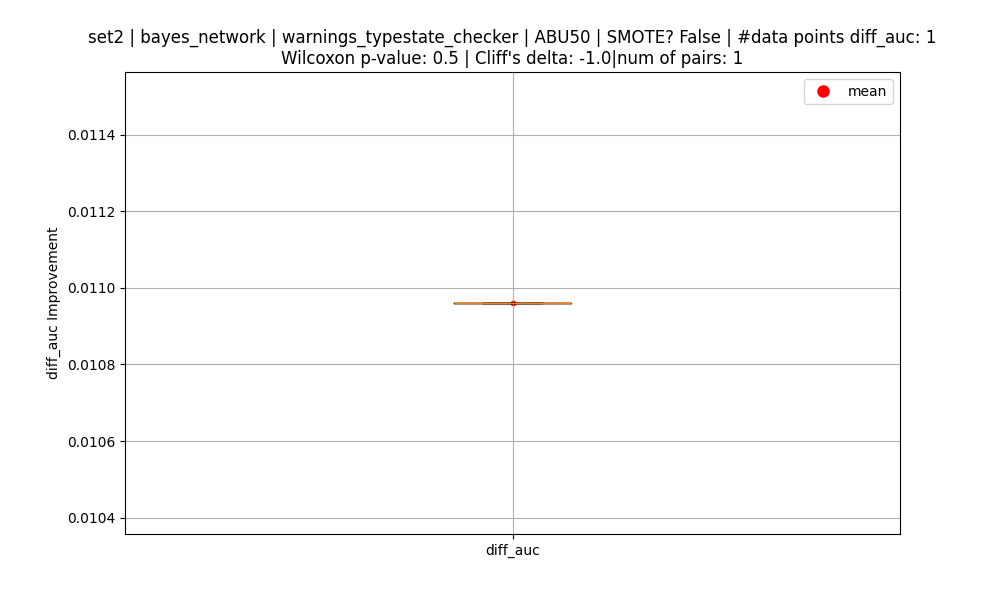 set2 | bayes_network | warnings_typestate_checker | ABU50 | SMOTE? False | #data points diff_auc: 1
Wilcoxon p-value: 0.5 | Cliff's delta: -1.0|num of pairs: 1
mean
0.0114
0.0112
0.0110
0.0108
0.0106
0.0104
diff_auc Improvement
diff_auc